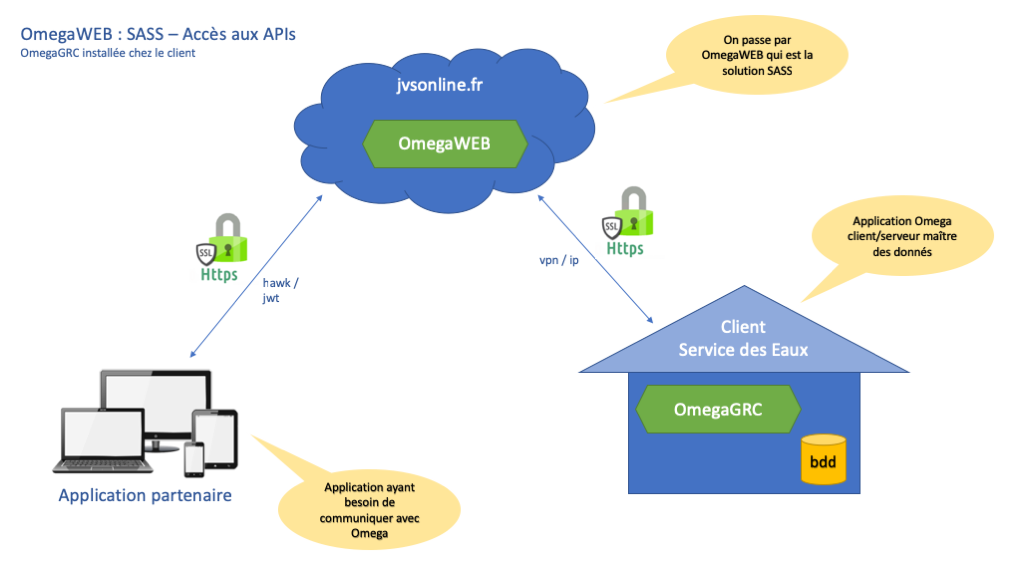 OmegaWEB : SASS – Accès aux APIs
OmegaGRC installée chez le client
On passe par
OmegaWEB qui est la
solution SASS
jvsonline.fr
OmegaWEB
SSL
Https
hawk /
jwt
SSL
Https
vpn / ip
Application Omega
client/serveur maître
des donnés
Client
Service des Eaux
OmegaGRC
bdd
Application partenaire
Application ayant
besoin de
communiquer avec
Omega